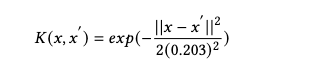 K(x, x′) = exp(−||x − x′||² / 2(0.203)²)